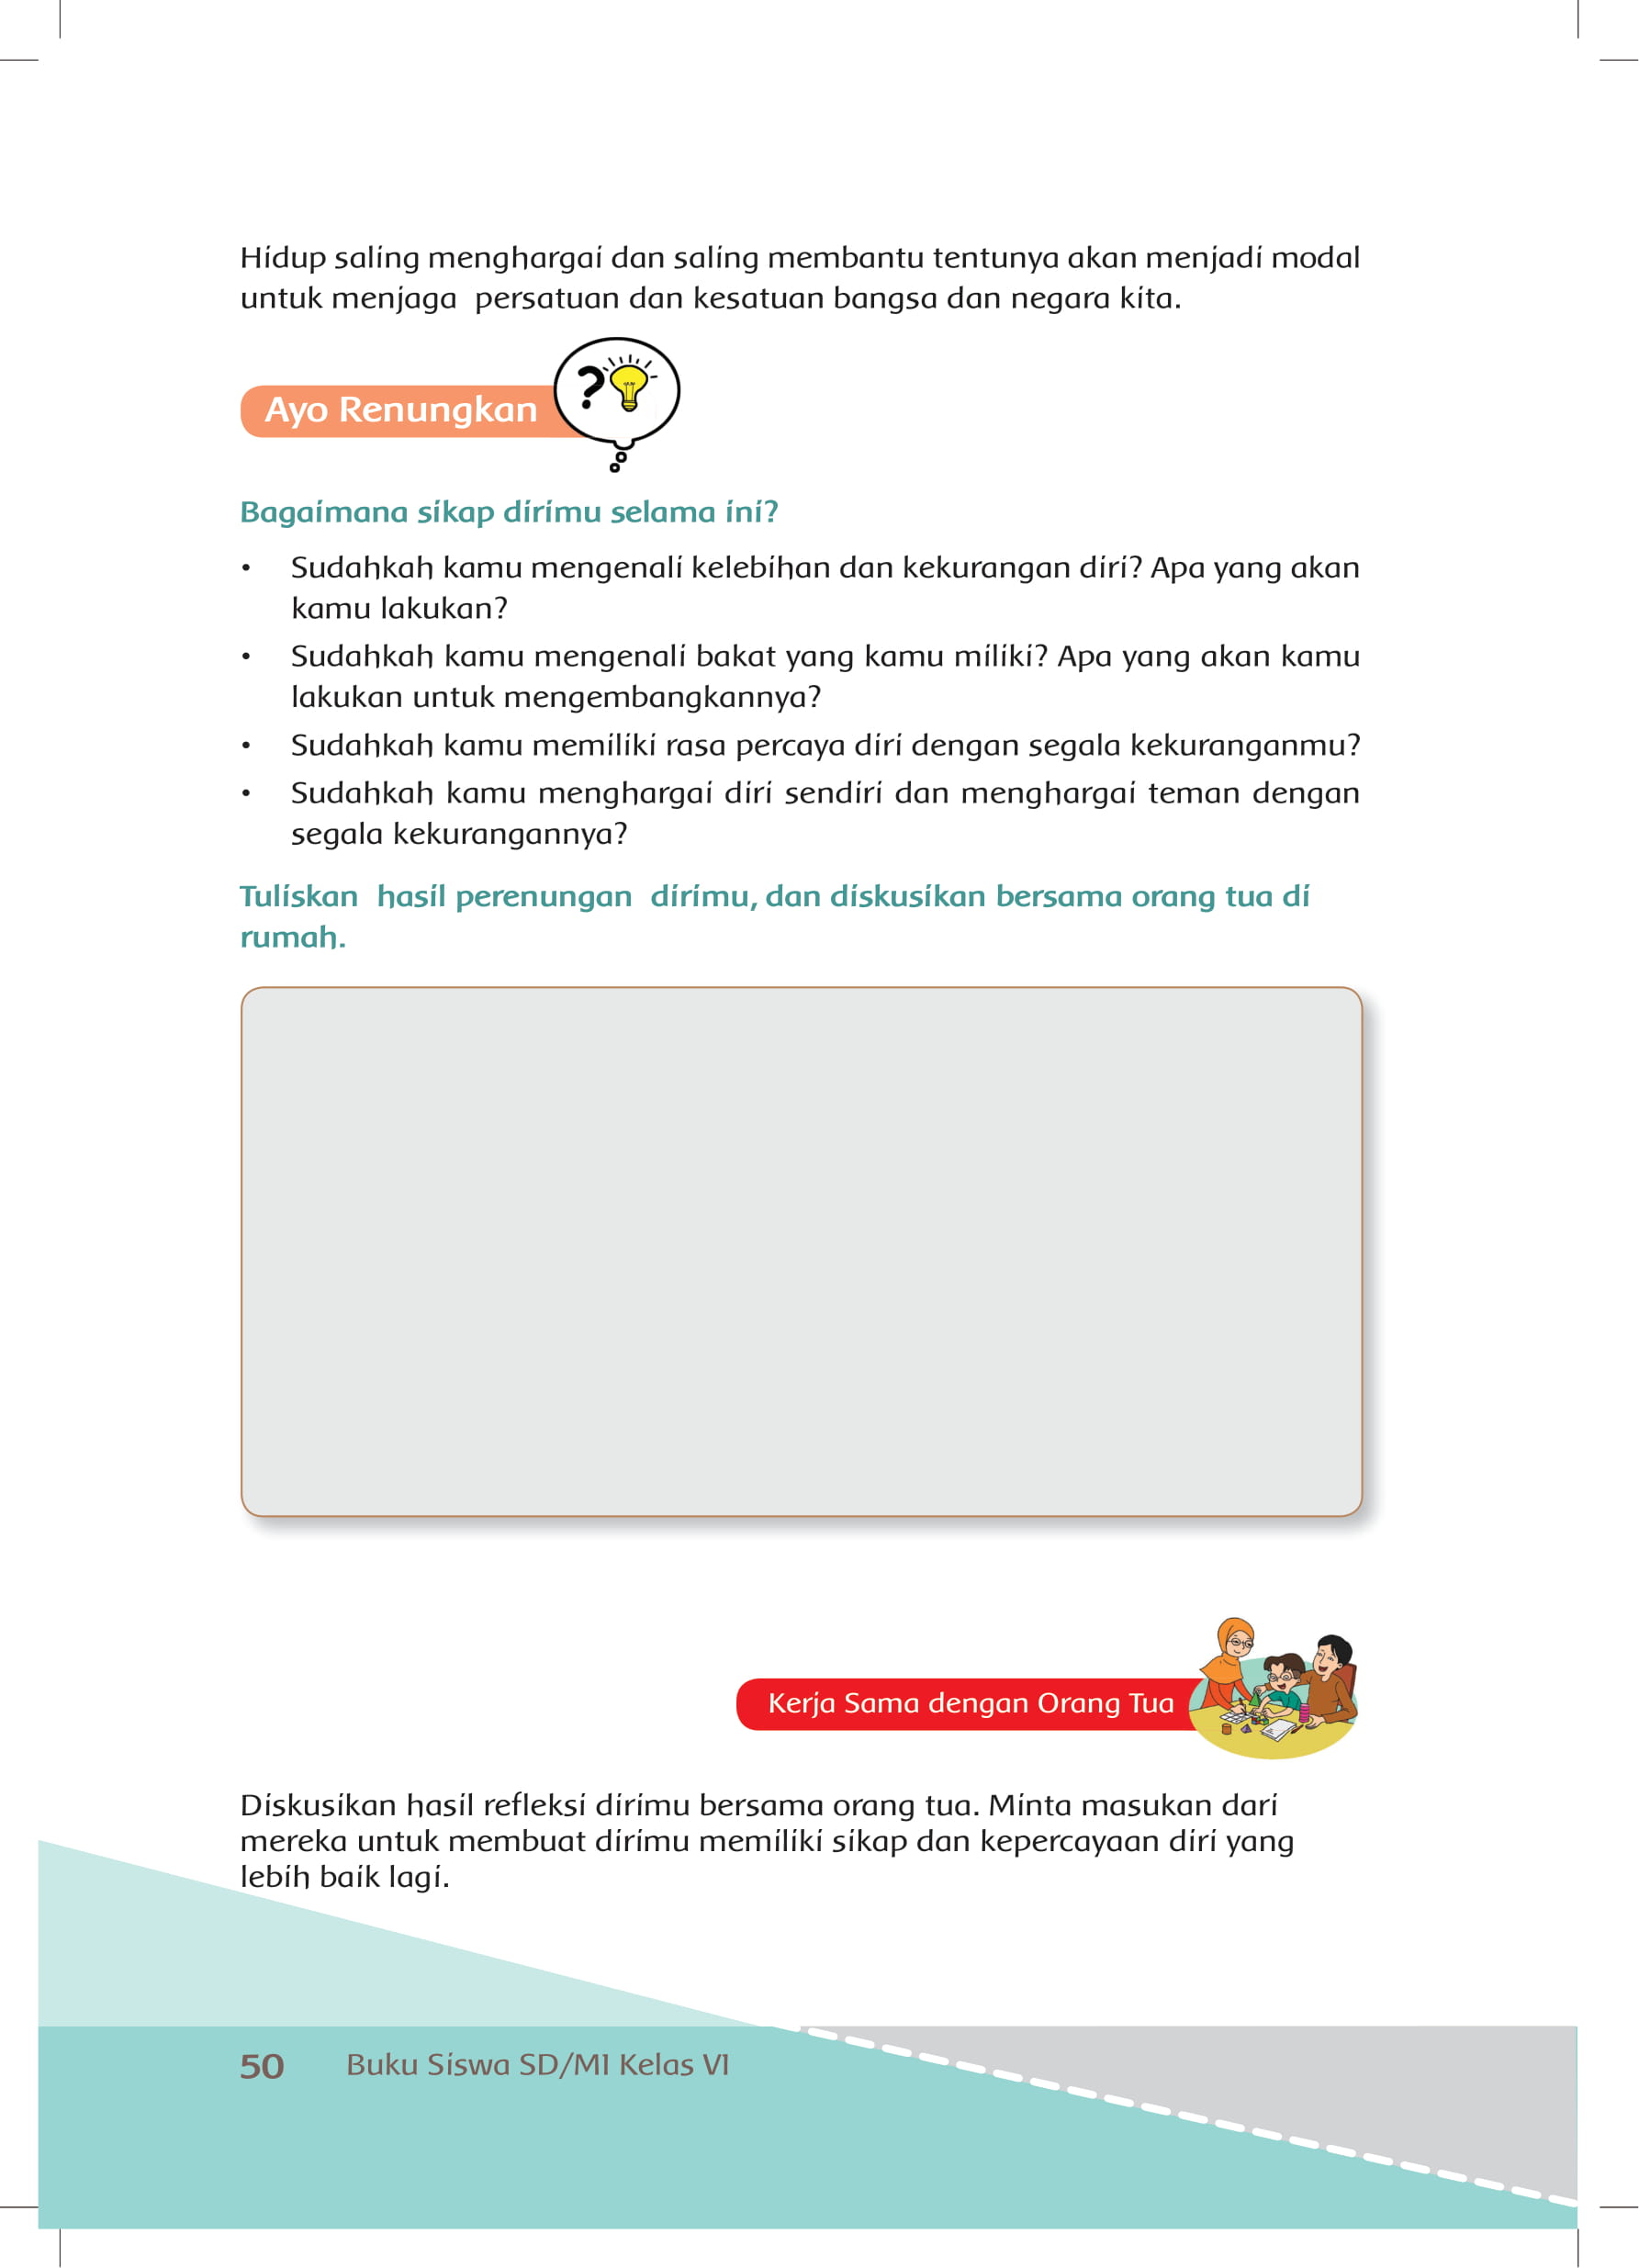 Hidup saling menghargai dan saling membantu tentunya akan menjadi modal
untuk menjaga  persatuan dan kesatuan bangsa dan negara kita.
Ayo Renungkan
?
Bagaimana sikap dirimu selama ini?
• Sudahkah kamu mengenali kelebihan dan kekurangan diri? Apa yang akan
kamu lakukan?
• Sudahkah kamu mengenali bakat yang kamu miliki? Apa yang akan kamu
lakukan untuk mengembangkannya?
• Sudahkah kamu memiliki rasa percaya diri dengan segala kekuranganmu?
• Sudahkah kamu menghargai diri sendiri dan menghargai teman dengan
segala kekurangannya?
Tuliskan  hasil perenungan  dirimu, dan diskusikan bersama orang tua di
rumah.
Kerja Sama dengan Orang Tua
Diskusikan hasil refleksi dirimu bersama orang tua. Minta masukan dari
mereka untuk membuat dirimu memiliki sikap dan kepercayaan diri yang
lebih baik lagi.
50 Buku Siswa SD/MI Kelas VI